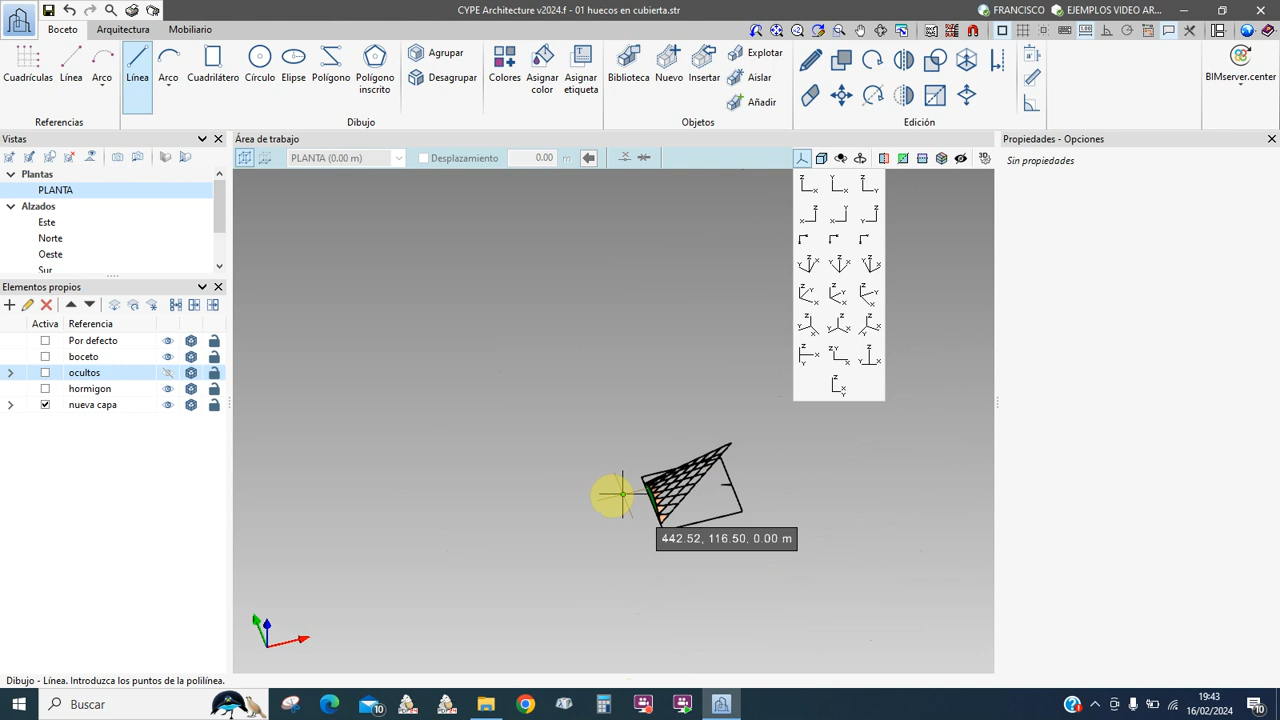 CYPE Architecture v2024.f - 01 huecos en cubierta.str
FRANCISCO
EJEMPLOS VIDEO AR...
Boceto
Arquitectura
Mobiliario
Cuadrículas
Línea
Arco
Referencias
Línea
Arco
Cuadrilátero
Círculo
Elipse
Polígono
Polígono
inscrito
Dibujo
Agrupar
Desagrupar
Colores
Asignar
color
Asignar
etiqueta
Biblioteca
Nuevo
Insertar
Explotar
Aislar
Añadir
Objetos
Edición
BIMserver.center
Vistas
Área de trabajo
Propiedades - Opciones
PLANTA (0.00 m)
Desplazamiento
0.00
m
Sin propiedades
Plantas
PLANTA
Alzados
Este
Norte
Oeste
Sur
Elementos propios
Activa
Referencia
Por defecto
boceto
ocultos
hormigon
nueva capa
442.52, 116.50, 0.00 m
Dibujo - Línea. Introduzca los puntos de la polilínea.
Buscar
10
19:43
16/02/2024
10